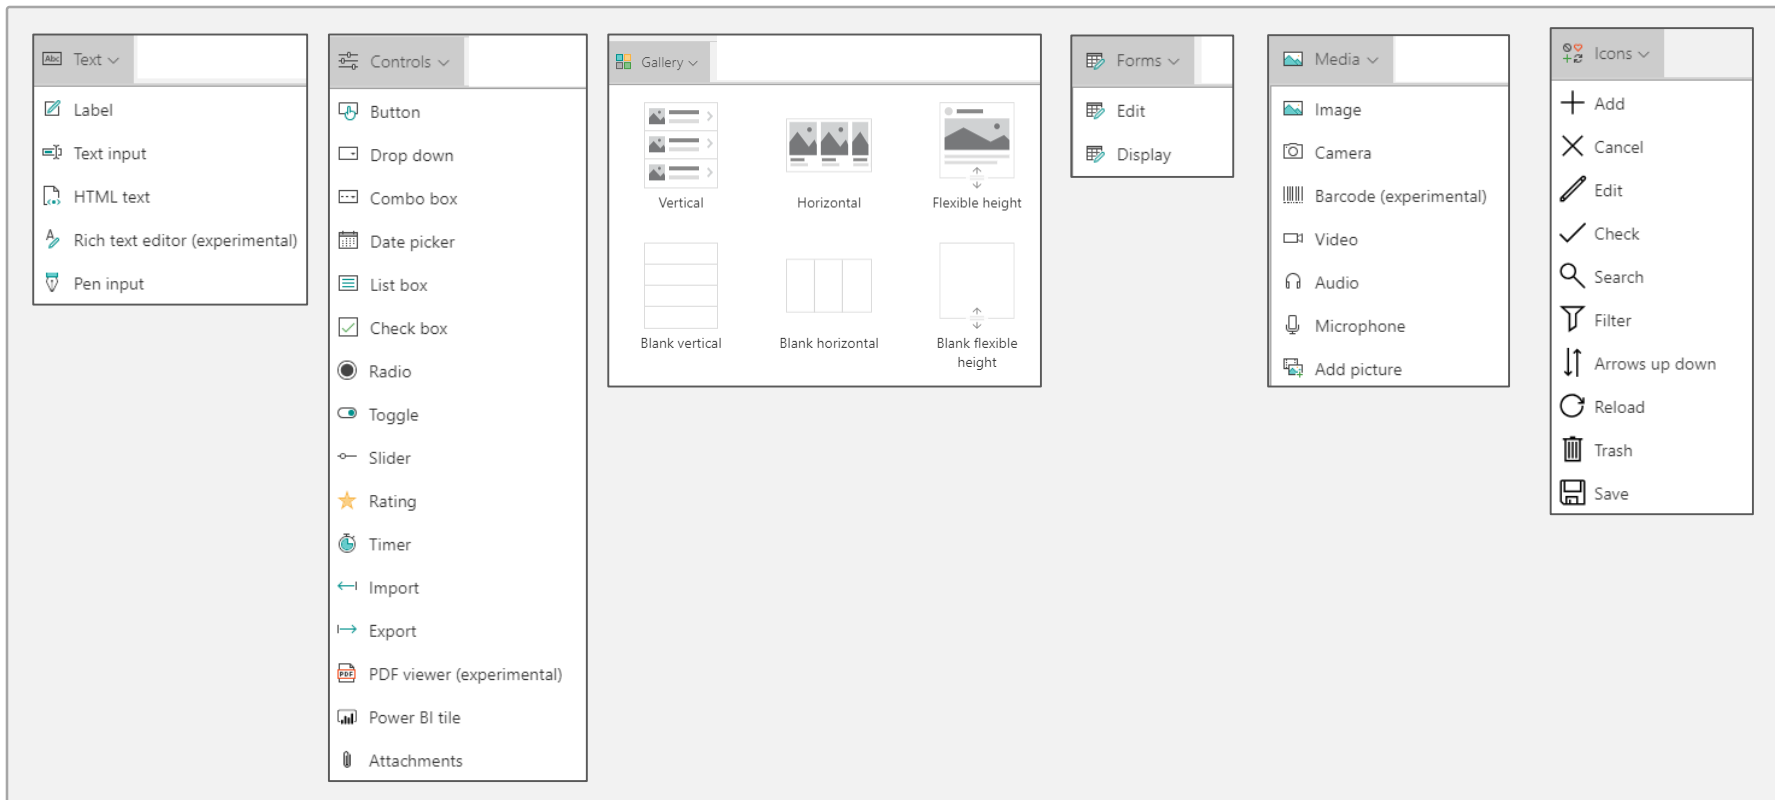 Abc Text
Label
Text input
HTML text
Rich text editor (experimental)
Pen input
Controls
Button
Drop down
Combo box
Date picker
List box
Check box
Radio
Toggle
Slider
Rating
Timer
Import
Export
PDF PDF viewer (experimental)
Power BI tile
Attachments
Gallery
Vertical Horizontal Flexible height
Blank vertical Blank horizontal Blank flexible
height
Forms
Edit
Display
Media
Image
Camera
Barcode (experimental)
Video
Audio
Microphone
Add picture
Icons
Add
Cancel
Edit
Check
Search
Filter
Arrows up down
Reload
Trash
Save